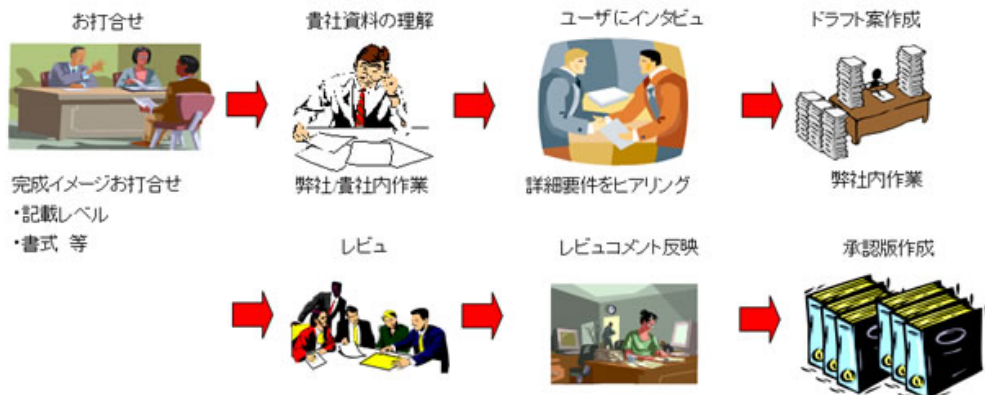 お打合せ
貴社資料の理解
ユーザにインタビュ
ドラフト案作成
完成イメージお打合せ
・記載レベル
・書式 等
弊社/貴社内作業
詳細要件をヒアリング
弊社内作業
レビュ
レビュコメント反映
承認版作成